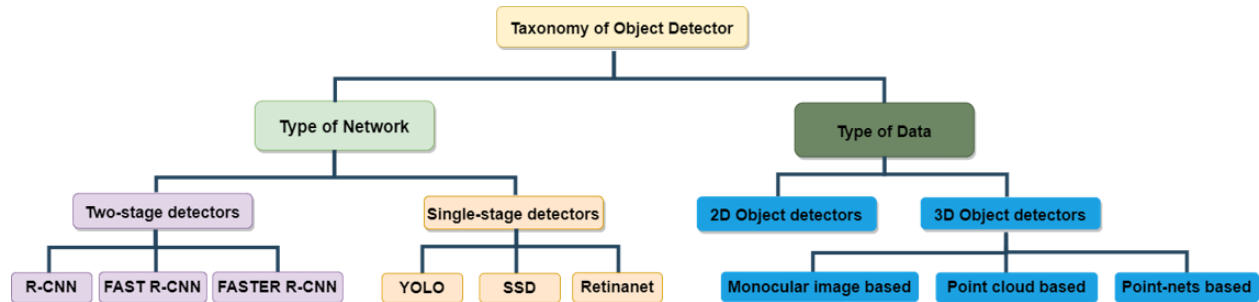 Taxonomy of Object Detector
Type of Network
Type of Data
Two-stage detectors
Single-stage detectors
2D Object detectors
3D Object detectors
R-CNN
FAST R-CNN
FASTER R-CNN
YOLO
SSD
Retinanet
Monocular image based
Point cloud based
Point-nets based